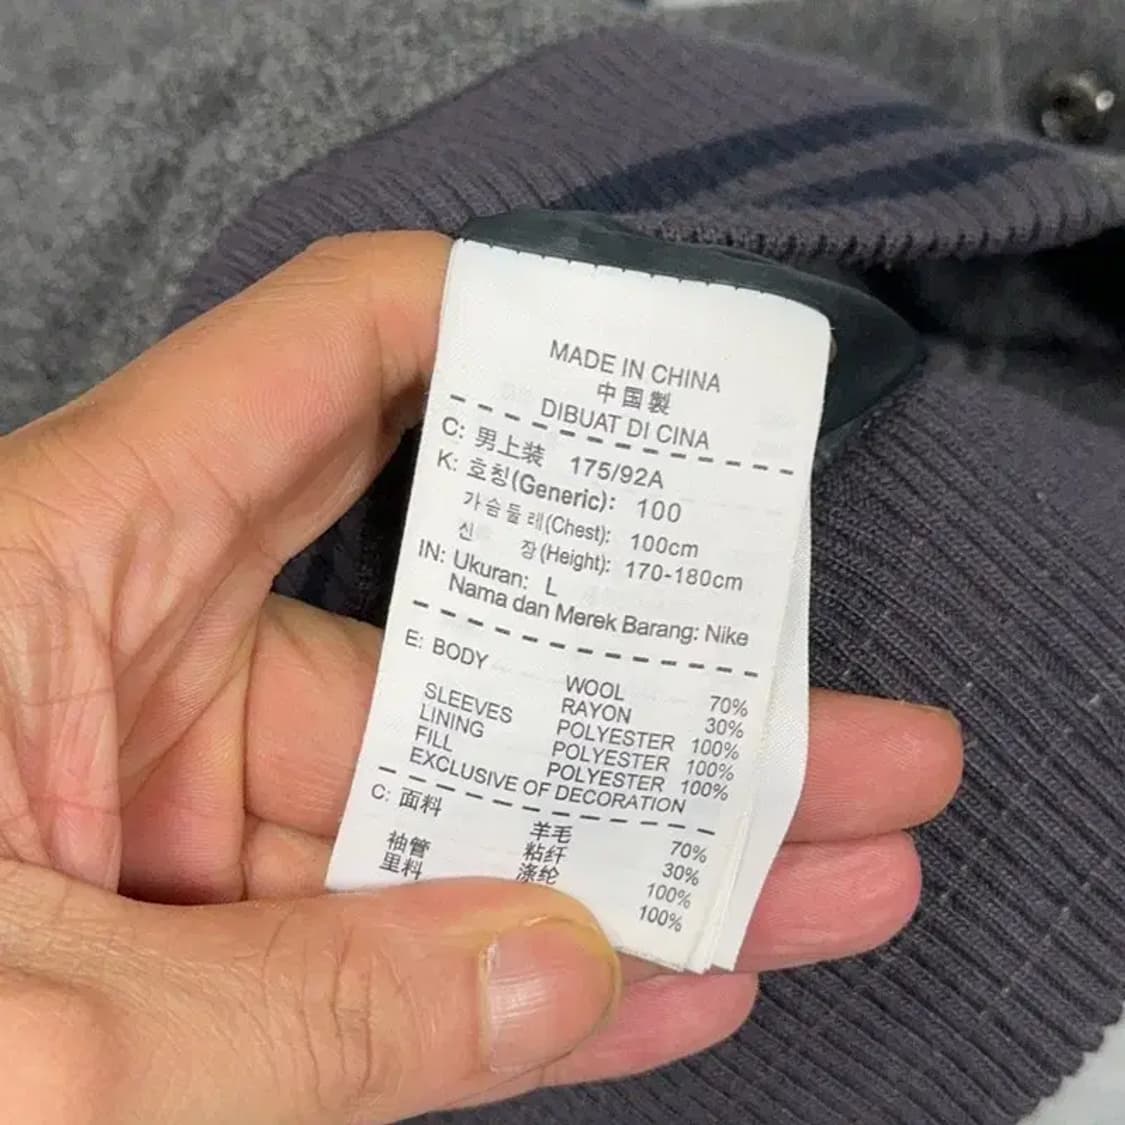 MADE IN CHINA
中国製
DIBUAT DI CINA
C: 男上装 175/92A
K: 호칭(Generic): 100
가슴둘레(Chest): 100cm
신 장(Height): 170-180cm
IN: Ukuran: L
Nama dan Merek Barang: Nike
E: BODY
WOOL 70%
RAYON 30%
SLEEVES POLYESTER 100%
LINING POLYESTER 100%
FILL POLYESTER 100%
EXCLUSIVE OF DECORATION
C: 面料
羊毛 70%
粘纤 30%
袖管 涤纶 100%
里料 100%